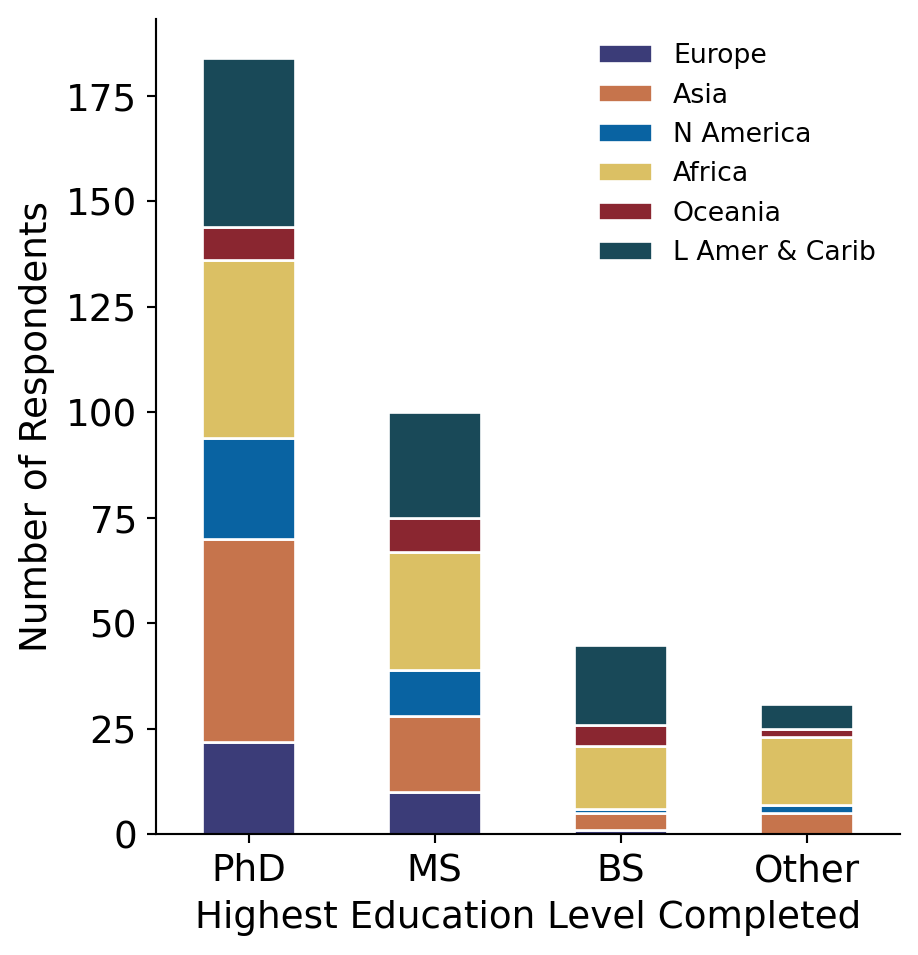 Number of Respondents
175
150
125
100
75
50
25
0
Europe
Asia
N America
Africa
Oceania
L Amer & Carib
PhD
MS
BS
Other
Highest Education Level Completed